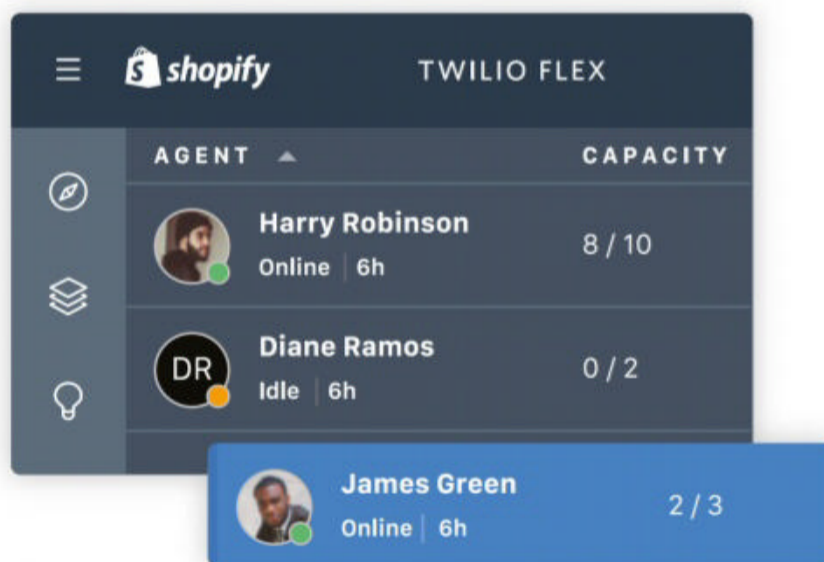 shopify TWILIO FLEX
AGENT CAPACITY
Harry Robinson
8 / 10
Online | 6h
DR
Diane Ramos
0 / 2
Idle | 6h
James Green
2 / 3
Online | 6h